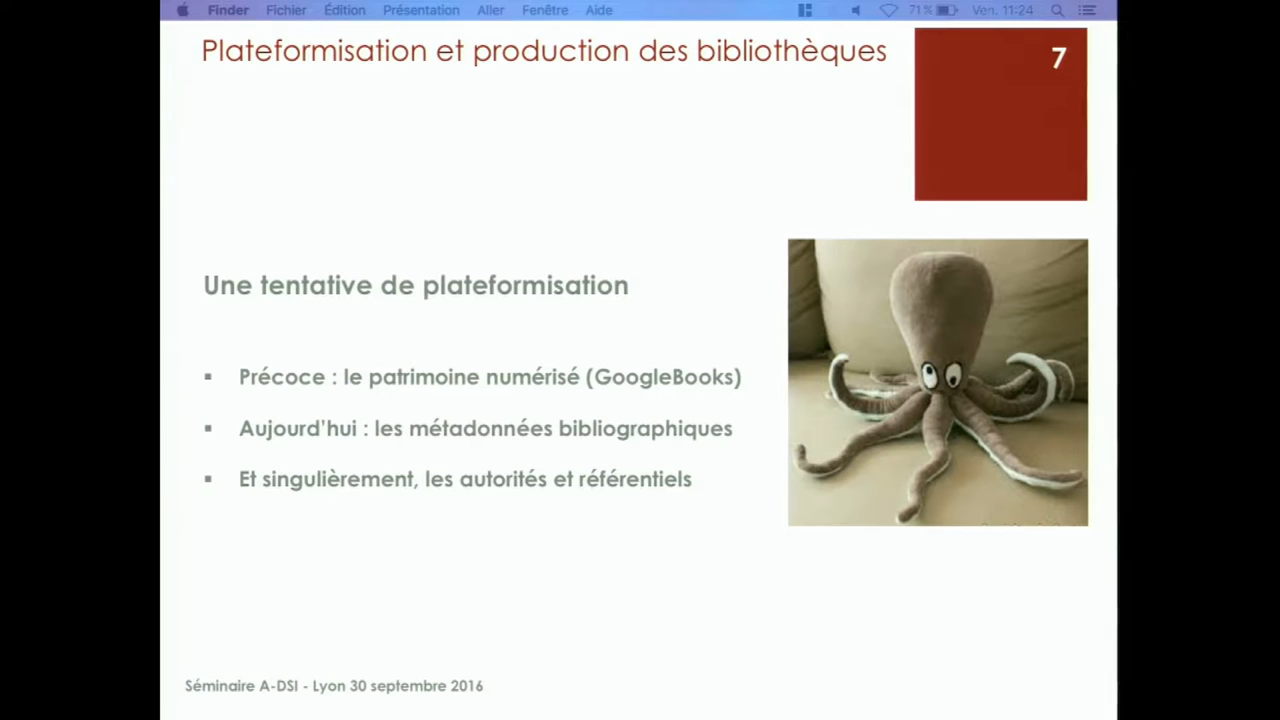 Finder Fichier Édition Présentation Aller Fenêtre Aide 71% Ven. 11:24
Plateformisation et production des bibliothèques
7
Une tentative de plateformisation
▪ Précoce : le patrimoine numérisé (GoogleBooks)
▪ Aujourd'hui : les métadonnées bibliographiques
▪ Et singulièrement, les autorités et référentiels
Séminaire A-DSI - Lyon 30 septembre 2016